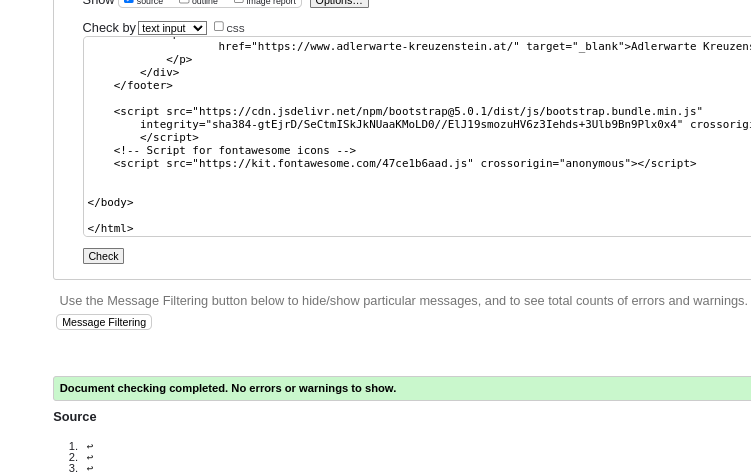 Show source outline image report Options...
Check by text input css
href="https://www.adlerwarte-kreuzenstein.at/" target="_blank">Adlerwarte Kreuzens
</p>
</div>
</footer>
<script src="https://cdn.jsdelivr.net/npm/bootstrap@5.0.1/dist/js/bootstrap.bundle.min.js"
integrity="sha384-gtEjrD/SeCtmISkJkNUaaKMoLD0//ElJ19smozuHV6z3Iehds+3Ulb9Bn9Plx0x4" crossorig
</script>
<!-- Script for fontawesome icons -->
<script src="https://kit.fontawesome.com/47ce1b6aad.js" crossorigin="anonymous"></script>
</body>
</html>
Check
Use the Message Filtering button below to hide/show particular messages, and to see total counts of errors and warnings.
Message Filtering
Document checking completed. No errors or warnings to show.
Source
1. ↩
2. ↩
3. ↩